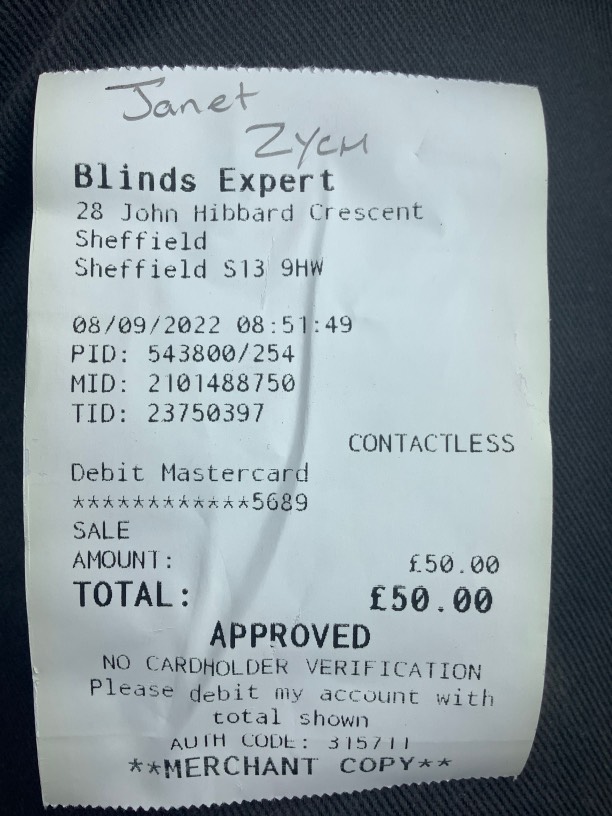 Janet
Zych
Blinds Expert
28 John Hibbard Crescent
Sheffield
Sheffield S13 9HW
08/09/2022 08:51:49
PID: 543800/254
MID: 2101488750
TID: 23750397
CONTACTLESS
Debit Mastercard
************5689
SALE
AMOUNT: £50.00
TOTAL: £50.00
APPROVED
NO CARDHOLDER VERIFICATION
Please debit my account with
total shown
AUTH CODE: 315711
**MERCHANT COPY**